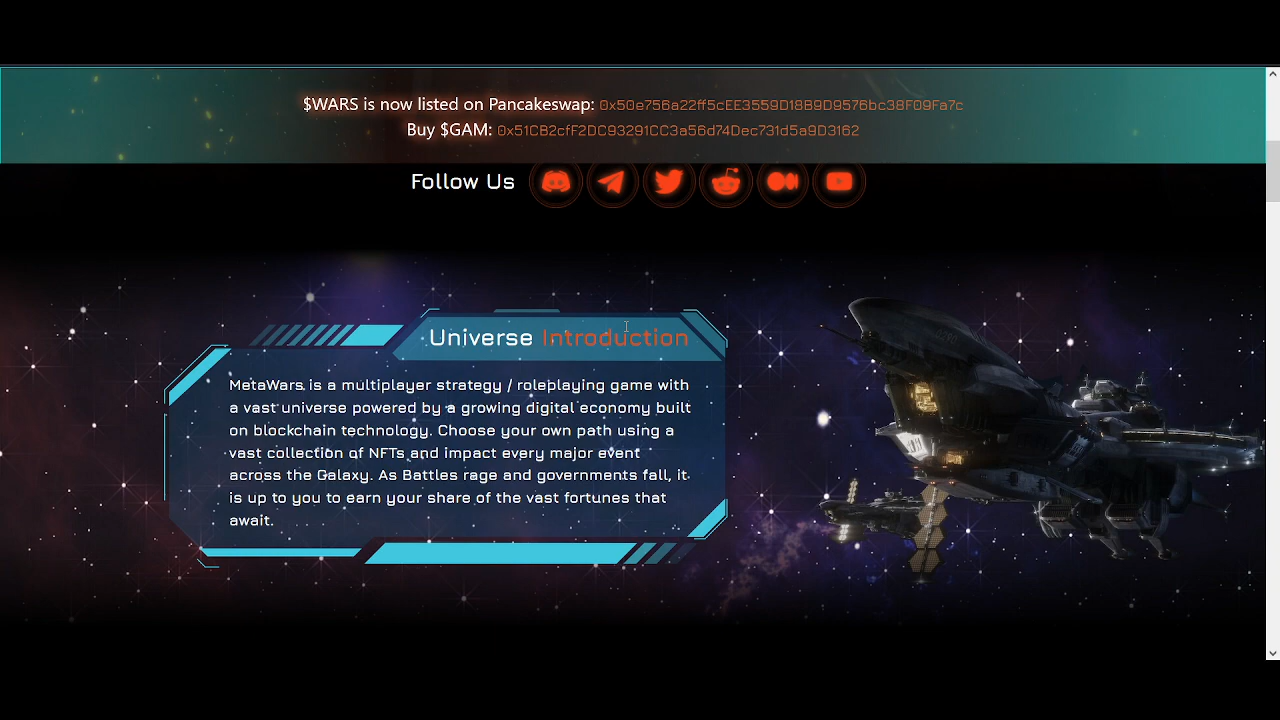 $WARS is now listed on Pancakeswap: 0x50e756a22ff5cEE3559D18B9D9576bc38F09Fa7c
Buy $GAM: 0x51CB2cfF2DC93291CC3a56d74Dec731d5a9D3162
Follow Us
Universe Introduction
MetaWars is a multiplayer strategy / roleplaying game with
a vast universe powered by a growing digital economy built
on blockchain technology. Choose your own path using a
vast collection of NFTs and impact every major event
across the Galaxy. As Battles rage and governments fall, it
is up to you to earn your share of the vast fortunes that
await.